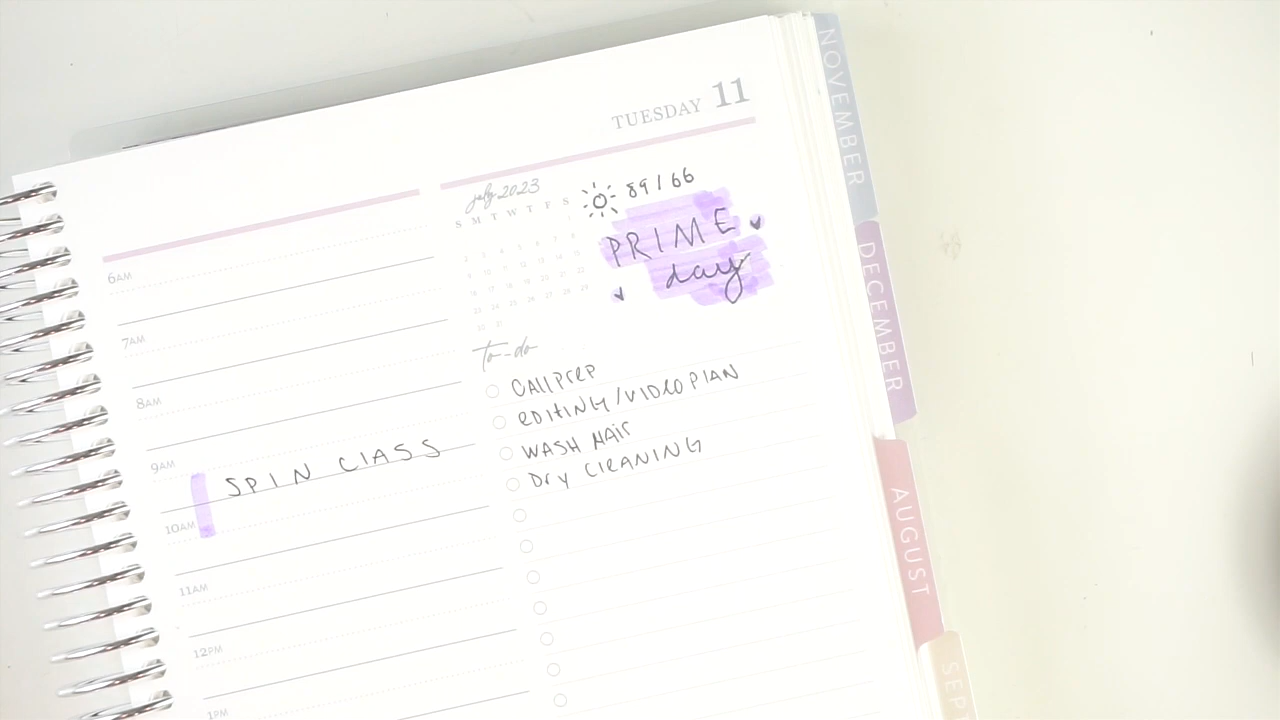 TUESDAY 11
july 2023
S M T W T F S
89/66
PRIME
day
6AM
7AM
8AM
9AM
SPIN CLASS
10AM
11AM
12PM
1PM
to-do
CALL PREP
EDITING/VIDEO PLAN
WASH HAIR
Dry CLEANING
NOVEMBER
DECEMBER
AUGUST
SEPT